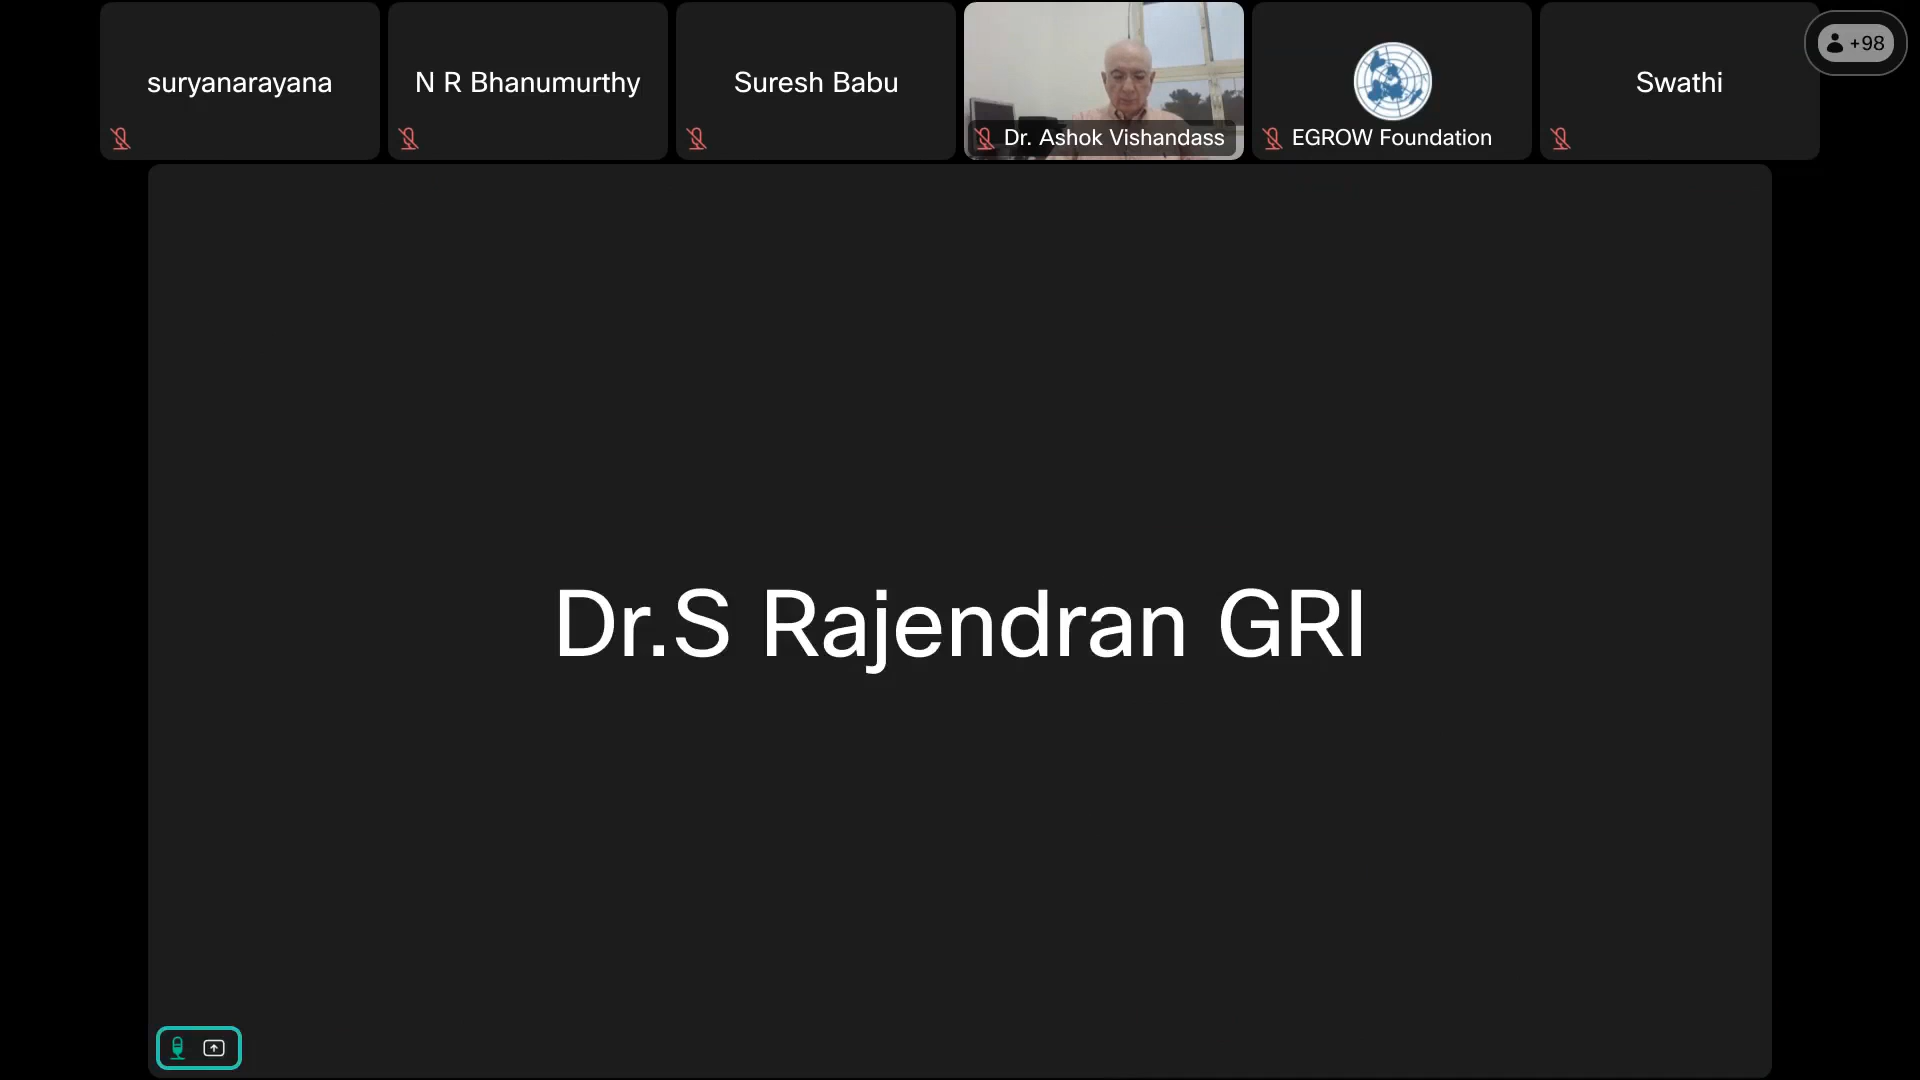 suryanarayana
N R Bhanumurthy
Suresh Babu
Dr. Ashok Vishandass
EGROW Foundation
Swathi
+98
Dr.S Rajendran GRI